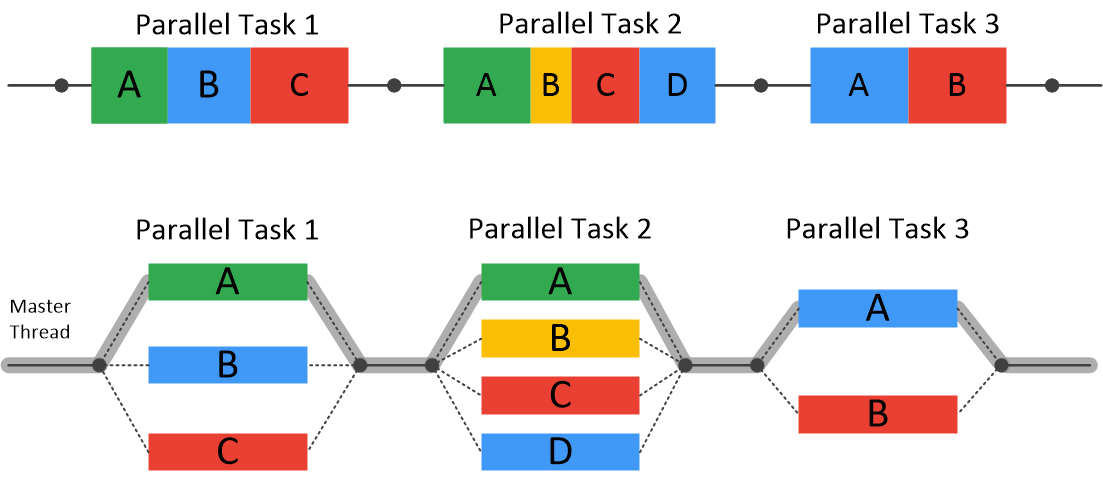 Parallel Task 1
Parallel Task 2
Parallel Task 3
A B C
A B C D
A B
Parallel Task 1
Parallel Task 2
Parallel Task 3
Master
Thread
A
B
C
A
B
C
D
A
B